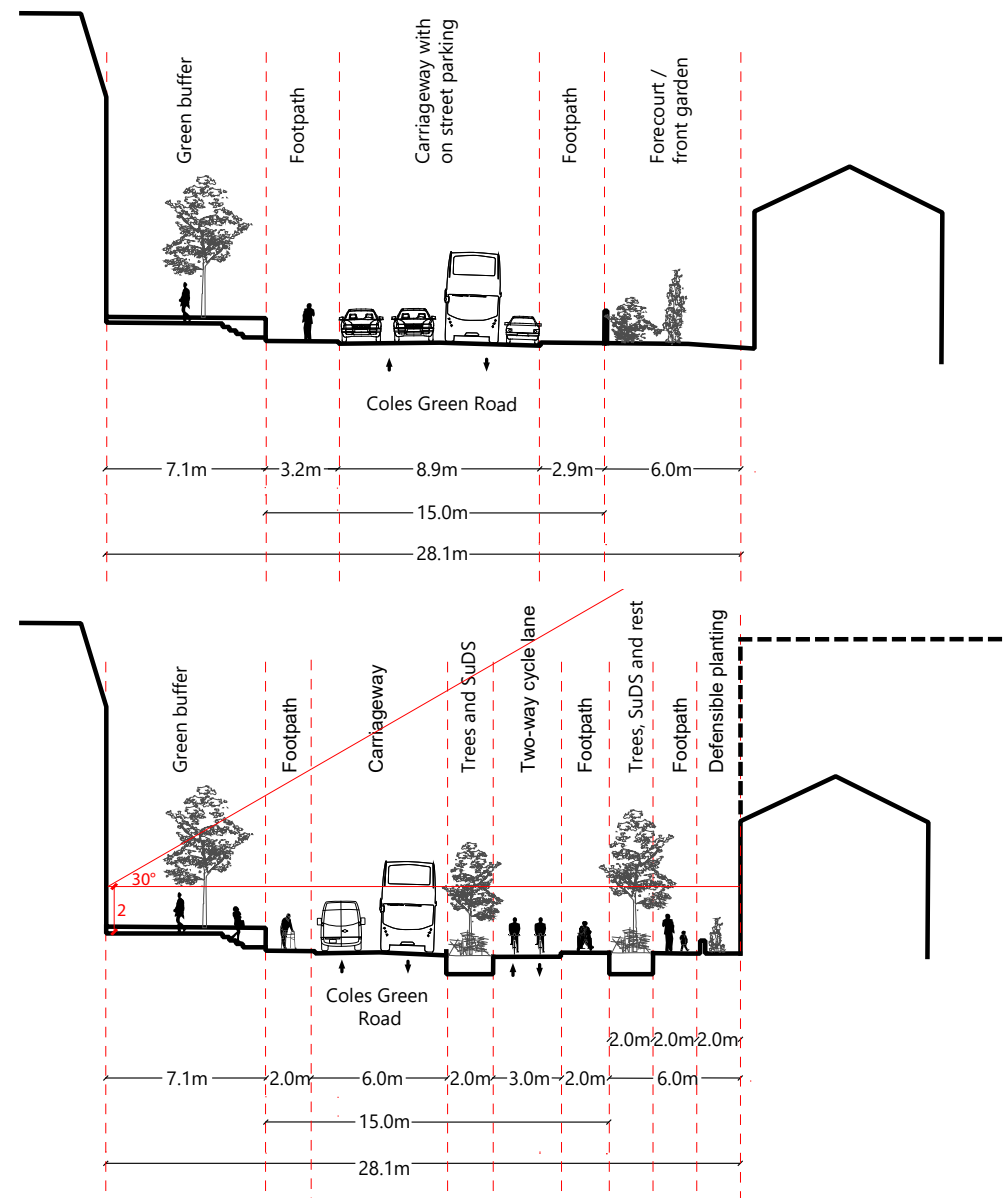 Green buffer
Footpath
Carriageway with
on street parking
Footpath
Forecourt /
front garden
Coles Green Road
7.1m
3.2m
8.9m
2.9m
6.0m
15.0m
28.1m
Green buffer
Footpath
Carriageway
Trees and SuDS
Two-way cycle lane
Footpath
Trees, SuDS and rest
Footpath
Defensible planting
30°
2
Coles Green
Road
2.0m
2.0m
2.0m
7.1m
2.0m
6.0m
2.0m
3.0m
2.0m
6.0m
15.0m
28.1m